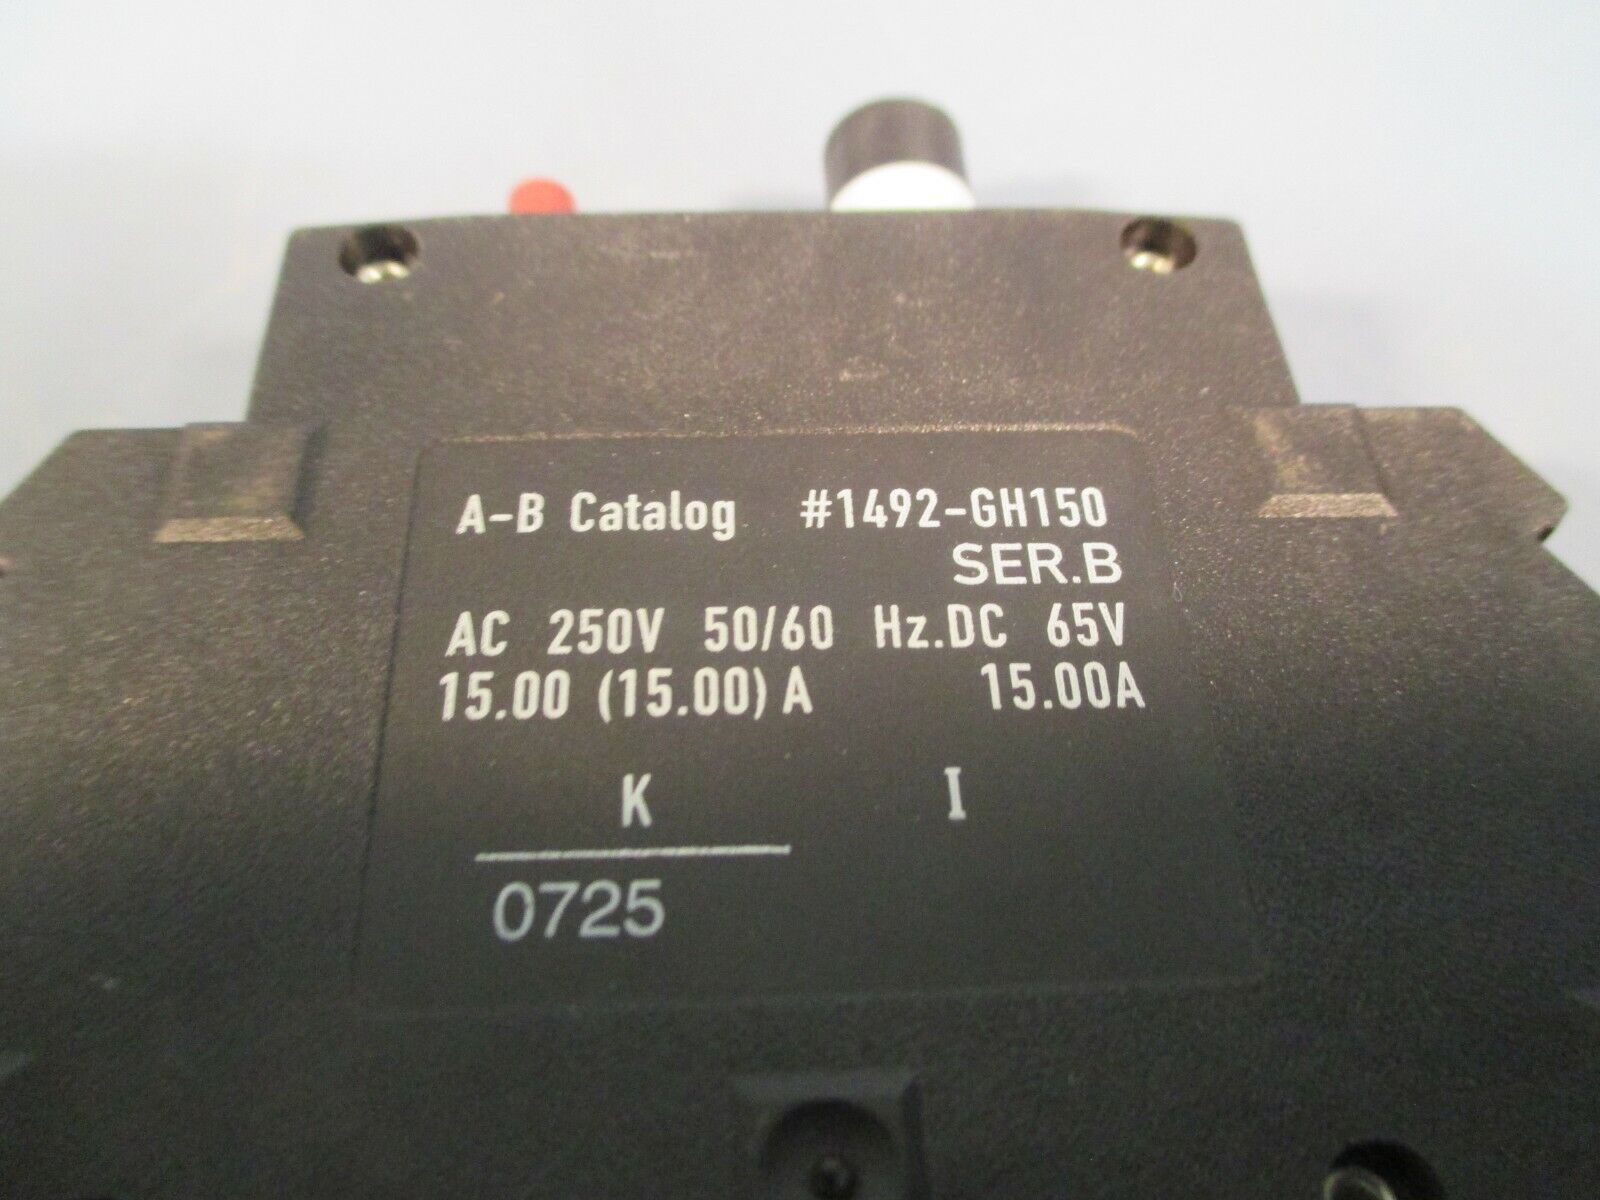 A-B Catalog #1492-GH150
SER.B
AC 250V 50/60 Hz.DC 65V
15.00 (15.00) A 15.00A
K I
0725